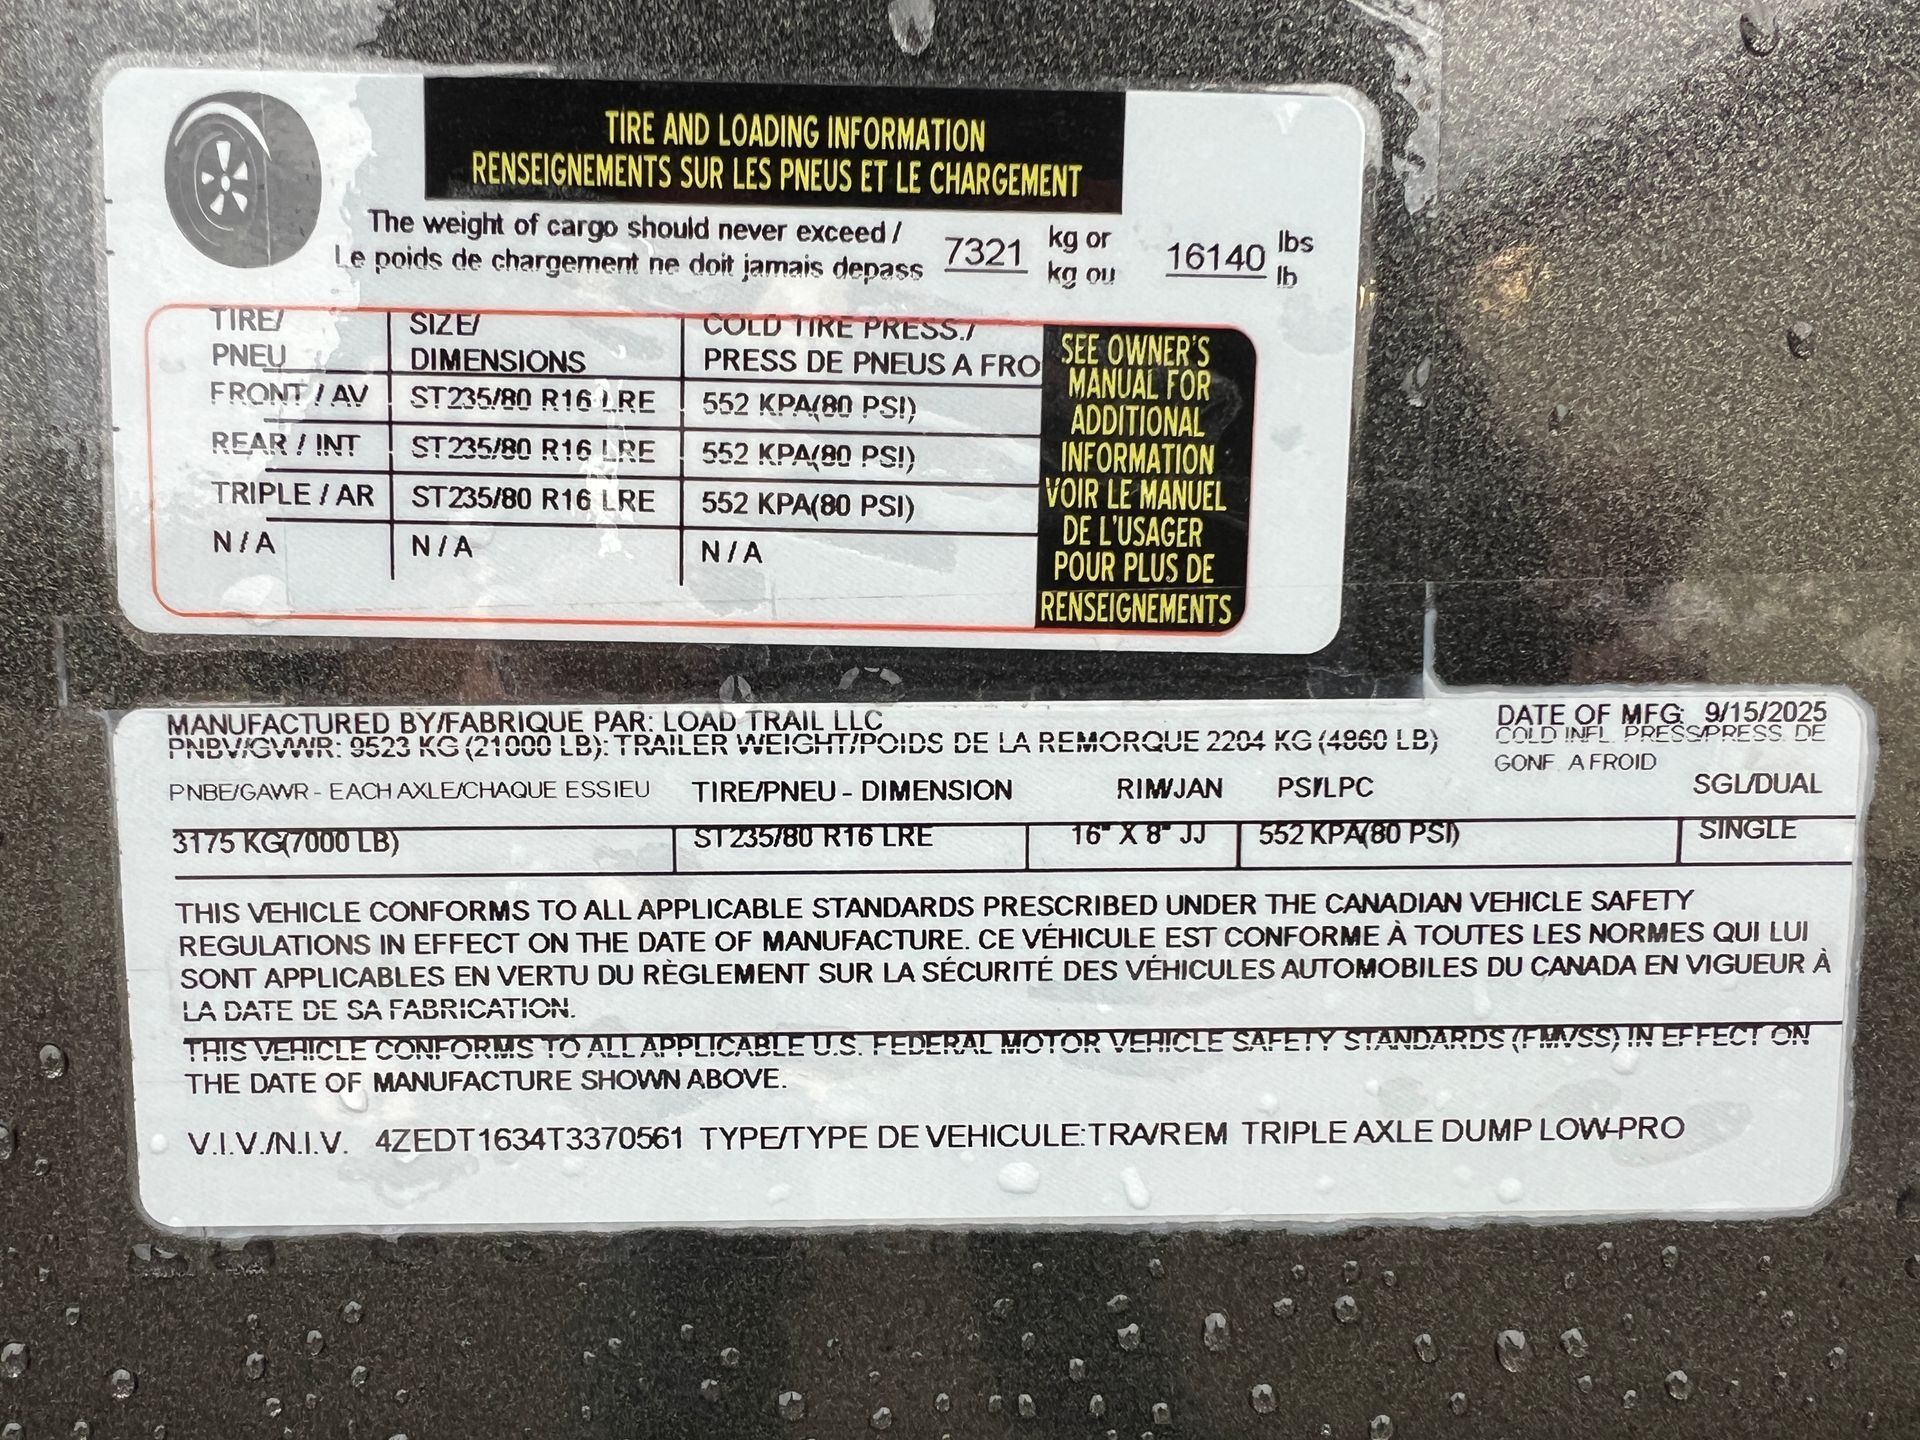 TIRE AND LOADING INFORMATION
RENSEIGNEMENTS SUR LES PNEUS ET LE CHARGEMENT
The weight of cargo should never exceed / 7321 kg or 16140 lbs
Le poids de chargement ne doit jamais depass kg ou lb
TIRE/ SIZE/ COLD TIRE PRESS./
PNEU DIMENSIONS PRESS DE PNEUS A FRO
FRONT / AV ST235/80 R16 LRE 552 KPA(80 PSI)
REAR / INT ST235/80 R16 LRE 552 KPA(80 PSI)
TRIPLE / AR ST235/80 R16 LRE 552 KPA(80 PSI)
N / A N / A N / A
SEE OWNER'S
MANUAL FOR
ADDITIONAL
INFORMATION
VOIR LE MANUEL
DE L'USAGER
POUR PLUS DE
RENSEIGNEMENTS
MANUFACTURED BY/FABRIQUE PAR: LOAD TRAIL LLC DATE OF MFG: 9/15/2025
PNBV/GVWR: 9523 KG (21000 LB): TRAILER WEIGHT/POIDS DE LA REMORQUE 2204 KG (4860 LB) COLD INFL. PRESS/PRESS. DE
GONF. A FROID
PNBE/GAWR - EACH AXLE/CHAQUE ESSIEU TIRE/PNEU - DIMENSION RIM/JAN PSI/LPC SGL/DUAL
3175 KG(7000 LB) ST235/80 R16 LRE 16" X 8" JJ 552 KPA(80 PSI) SINGLE
THIS VEHICLE CONFORMS TO ALL APPLICABLE STANDARDS PRESCRIBED UNDER THE CANADIAN VEHICLE SAFETY
REGULATIONS IN EFFECT ON THE DATE OF MANUFACTURE. CE VÉHICULE EST CONFORME À TOUTES LES NORMES QUI LUI
SONT APPLICABLES EN VERTU DU RÈGLEMENT SUR LA SÉCURITÉ DES VÉHICULES AUTOMOBILES DU CANADA EN VIGUEUR À
LA DATE DE SA FABRICATION.
THIS VEHICLE CONFORMS TO ALL APPLICABLE U.S. FEDERAL MOTOR VEHICLE SAFETY STANDARDS (FMVSS) IN EFFECT ON
THE DATE OF MANUFACTURE SHOWN ABOVE.
V.I.V./N.I.V. 4ZEDT1634T3370561 TYPE/TYPE DE VEHICULE:TRA/REM TRIPLE AXLE DUMP LOW-PRO